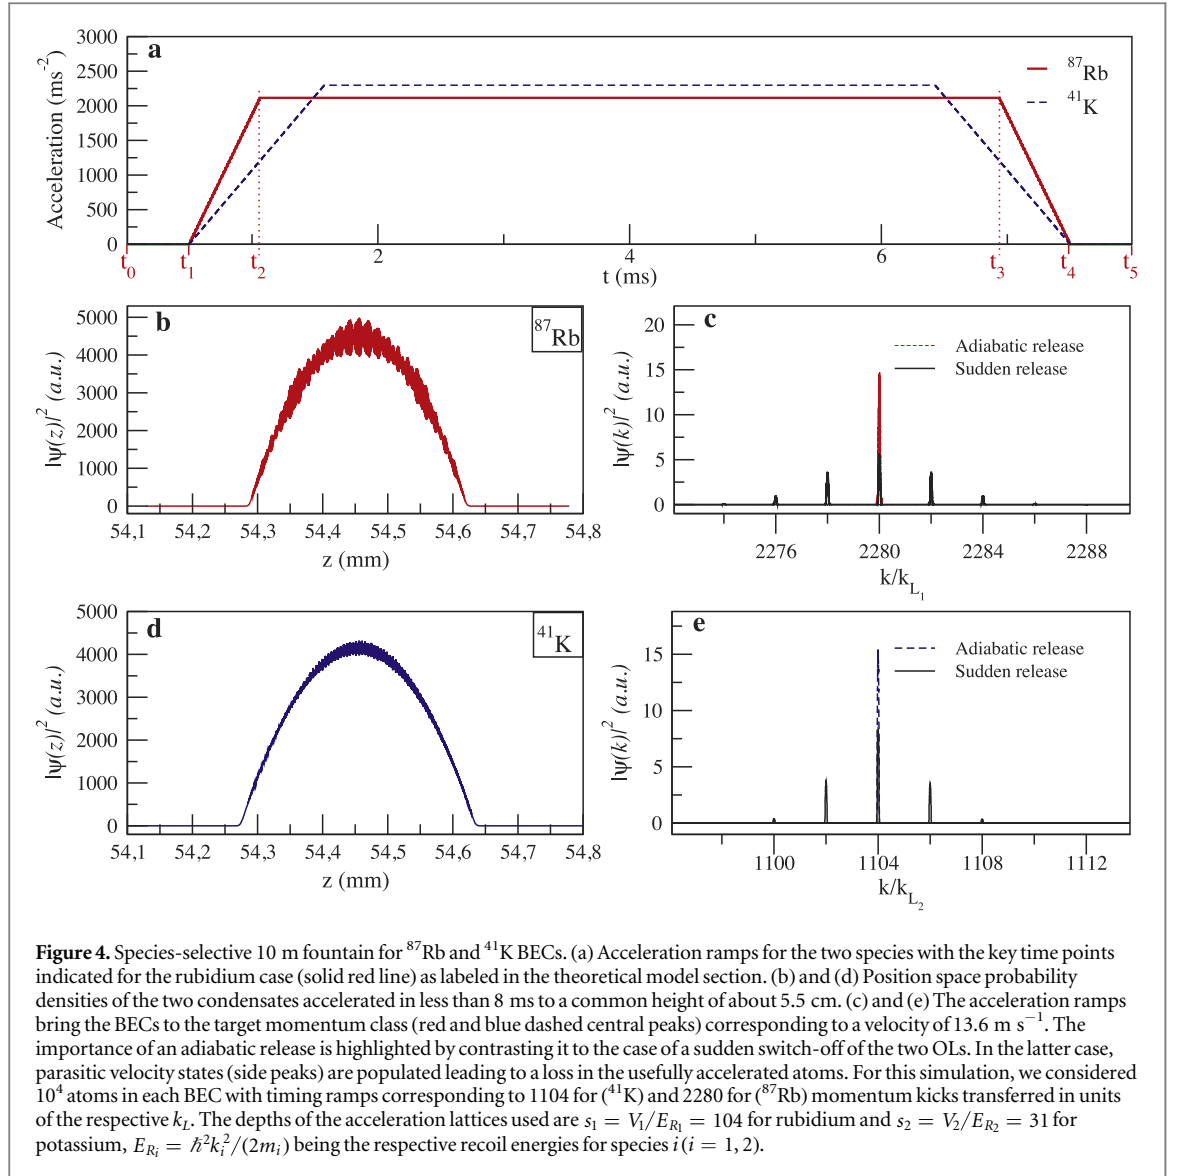 a
3000
2500
2000
1500
1000
500
0
Acceleration (ms⁻²)
⁸⁷Rb
⁴¹K
2
4
6
t₀
t₁
t₂
t₃
t₄
t₅
t (ms)
b
⁸⁷Rb
5000
4000
3000
2000
1000
0
|ψ(z)|² (a.u.)
54,1
54,2
54,3
54,4
54,5
54,6
54,7
54,8
z (mm)
c
20
15
10
5
0
|ψ(k)|² (a.u.)
Adiabatic release
Sudden release
2276
2280
2284
2288
k/k_L₁
d
⁴¹K
5000
4000
3000
2000
1000
0
|ψ(z)|² (a.u.)
54,1
54,2
54,3
54,4
54,5
54,6
54,7
54,8
z (mm)
e
15
10
5
0
|ψ(k)|² (a.u.)
Adiabatic release
Sudden release
1100
1104
1108
1112
k/k_L₂
Figure 4. Species-selective 10 m fountain for ⁸⁷Rb and ⁴¹K BECs. (a) Acceleration ramps for the two species with the key time points
indicated for the rubidium case (solid red line) as labeled in the theoretical model section. (b) and (d) Position space probability
densities of the two condensates accelerated in less than 8 ms to a common height of about 5.5 cm. (c) and (e) The acceleration ramps
bring the BECs to the target momentum class (red and blue dashed central peaks) corresponding to a velocity of 13.6 m s⁻¹. The
importance of an adiabatic release is highlighted by contrasting it to the case of a sudden switch-off of the two OLs. In the latter case,
parasitic velocity states (side peaks) are populated leading to a loss in the usefully accelerated atoms. For this simulation, we considered
10⁴ atoms in each BEC with timing ramps corresponding to 1104 for (⁴¹K) and 2280 for (⁸⁷Rb) momentum kicks transferred in units
of the respective k_L. The depths of the acceleration lattices used are s₁ = V₁/E_R₁ = 104 for rubidium and s₂ = V₂/E_R₂ = 31 for
potassium, E_Rᵢ = ℏ²kᵢ²/(2mᵢ) being the respective recoil energies for species i (i = 1, 2).